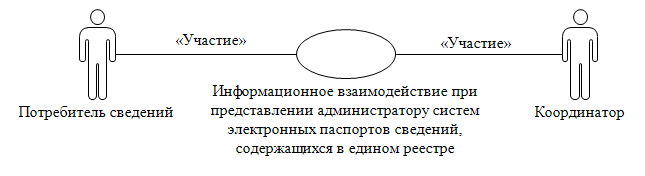 «Участие»
«Участие»
Потребитель сведений
Информационное взаимодействие при
представлении администратору систем
электронных паспортов сведений,
содержащихся в едином реестре
Координатор